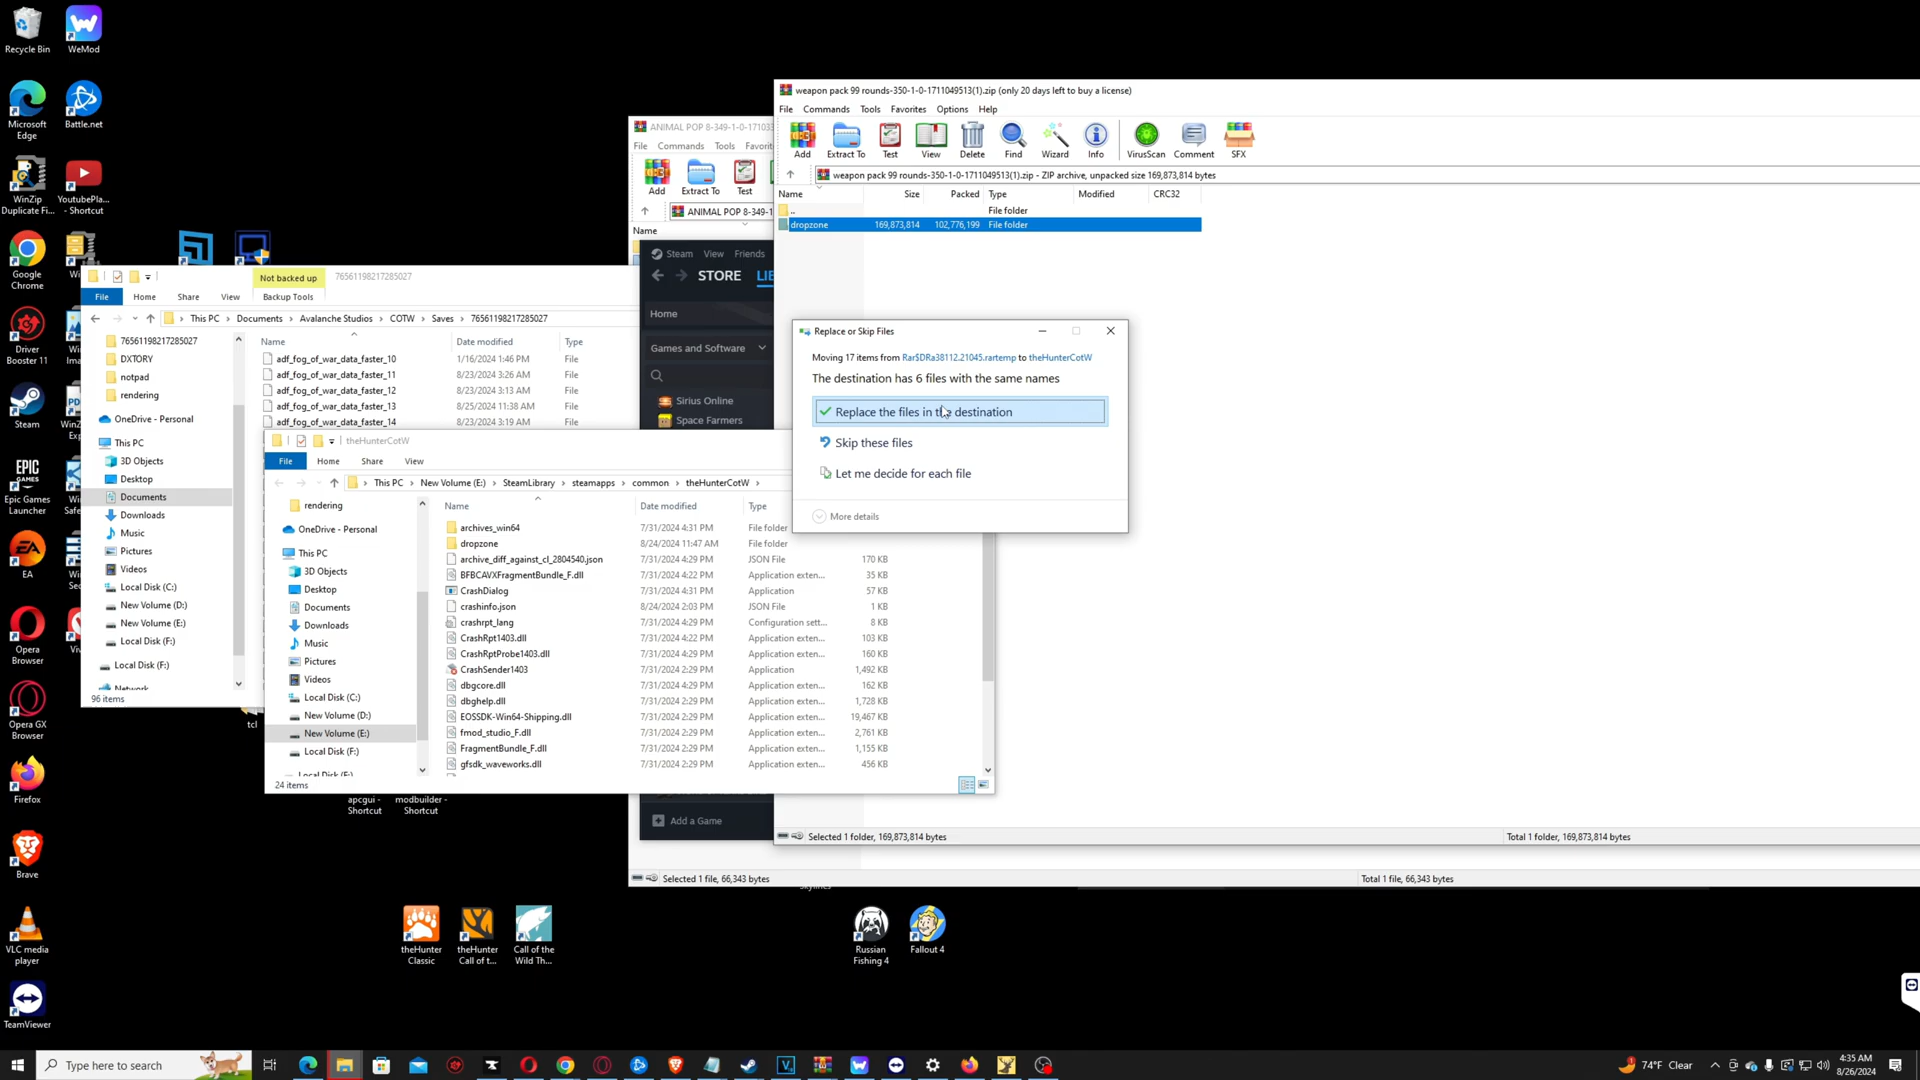 Recycle Bin
WeMod
Microsoft
Edge
Battle.net
WinZip
Duplicate Fi...
YoutubePla...
- Shortcut
Google
Chrome
Driver
Booster 11
Steam
Epic Games
Launcher
EA
Opera
Browser
Opera GX
Browser
Firefox
Brave
VLC media
player
TeamViewer
tcl
apcgui -
Shortcut
modbuilder -
Shortcut
theHunter
Classic
theHunter
Call of t...
Call of the
Wild Th...
Russian
Fishing 4
Fallout 4
Not backed up
76561198217285027
File
Home
Share
View
Backup Tools
This PC
Documents
Avalanche Studios
COTW
Saves
76561198217285027
76561198217285027
DXTORY
notpad
rendering
OneDrive - Personal
This PC
3D Objects
Desktop
Documents
Downloads
Music
Pictures
Videos
Local Disk (C:)
New Volume (D:)
New Volume (E:)
Local Disk (F:)
Local Disk (F:)
Network
96 items
Name Date modified Type
adf_fog_of_war_data_faster_10 1/16/2024 1:46 PM File
adf_fog_of_war_data_faster_11 8/23/2024 3:26 AM File
adf_fog_of_war_data_faster_12 8/23/2024 3:13 AM File
adf_fog_of_war_data_faster_13 8/25/2024 11:38 AM File
adf_fog_of_war_data_faster_14 8/23/2024 3:19 AM File
theHunterCotW
File
Home
Share
View
This PC
New Volume (E:)
SteamLibrary
steamapps
common
theHunterCotW
rendering
OneDrive - Personal
This PC
3D Objects
Desktop
Documents
Downloads
Music
Pictures
Videos
Local Disk (C:)
New Volume (D:)
New Volume (E:)
Local Disk (F:)
24 items
Name Date modified Type
archives_win64 7/31/2024 4:31 PM File folder
dropzone 8/24/2024 11:47 AM File folder
archive_diff_against_cl_2804540.json 7/31/2024 4:29 PM JSON File 170 KB
BFBCAVXFragmentBundle_F.dll 7/31/2024 4:22 PM Application exten... 35 KB
CrashDialog 7/31/2024 4:31 PM Application 57 KB
crashinfo.json 8/24/2024 2:03 PM JSON File 1 KB
crashrpt_lang 7/31/2024 4:29 PM Configuration sett... 8 KB
CrashRpt1403.dll 7/31/2024 4:22 PM Application exten... 103 KB
CrashRptProbe1403.dll 7/31/2024 4:29 PM Application exten... 160 KB
CrashSender1403 7/31/2024 2:29 PM Application 1,492 KB
dbgcore.dll 7/31/2024 2:29 PM Application exten... 162 KB
dbghelp.dll 7/31/2024 2:29 PM Application exten... 1,728 KB
EOSSDK-Win64-Shipping.dll 7/31/2024 2:29 PM Application exten... 19,467 KB
fmod_studio_F.dll 7/31/2024 2:29 PM Application exten... 2,761 KB
FragmentBundle_F.dll 7/31/2024 2:29 PM Application exten... 1,155 KB
gfsdk_waveworks.dll 7/31/2024 2:29 PM Application exten... 456 KB
ANIMAL POP 8-349-1-0-171033
File
Commands
Tools
Favorit
Add
Extract To
Test
ANIMAL POP 8-349-1
Name
Steam
View
Friends
STORE
Home
Games and Software
Sirius Online
Space Farmers
Add a Game
Selected 1 file, 66,343 bytes
Total 1 file, 66,343 bytes
weapon pack 99 rounds-350-1-0-1711049513(1).zip (only 20 days left to buy a license)
File Commands Tools Favorites Options Help
Add
Extract To
Test
View
Delete
Find
Wizard
Info
VirusScan
Comment
SFX
weapon pack 99 rounds-350-1-0-1711049513(1).zip - ZIP archive, unpacked size 169,873,814 bytes
Name Size Packed Type Modified CRC32
.. File folder
dropzone 169,873,814 102,776,199 File folder
Selected 1 folder, 169,873,814 bytes
Total 1 folder, 169,873,814 bytes
Replace or Skip Files
Moving 17 items from Rar$DRa38112.21045.rartemp to theHunterCotW
The destination has 6 files with the same names
Replace the files in the destination
Skip these files
Let me decide for each file
More details
Type here to search
74°F Clear
4:35 AM
8/26/2024